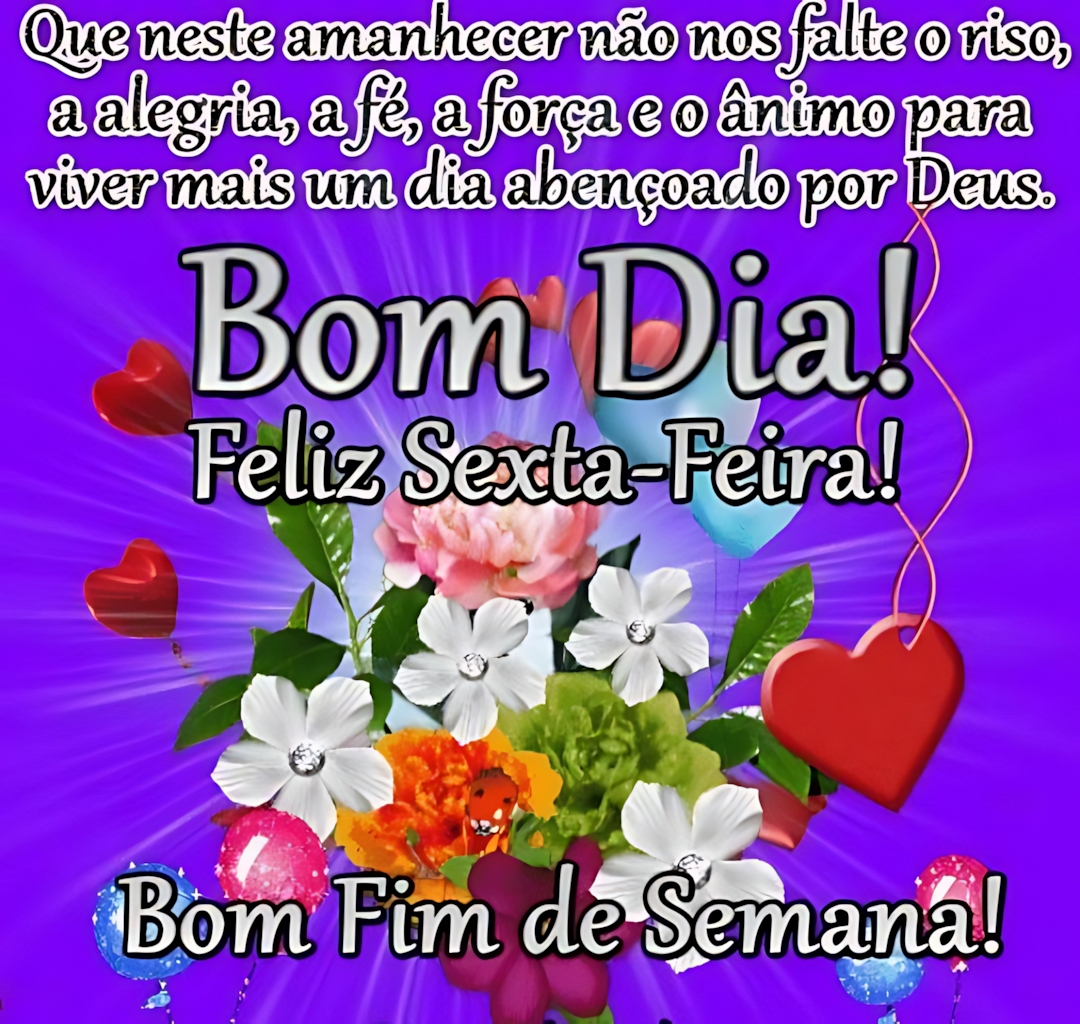 Que neste amanhecer não nos falte o riso,
a alegria, a fé, a força e o ânimo para
viver mais um dia abençoado por Deus.
Bom Dia!
Feliz Sexta-Feira!
Bom Fim de Semana!